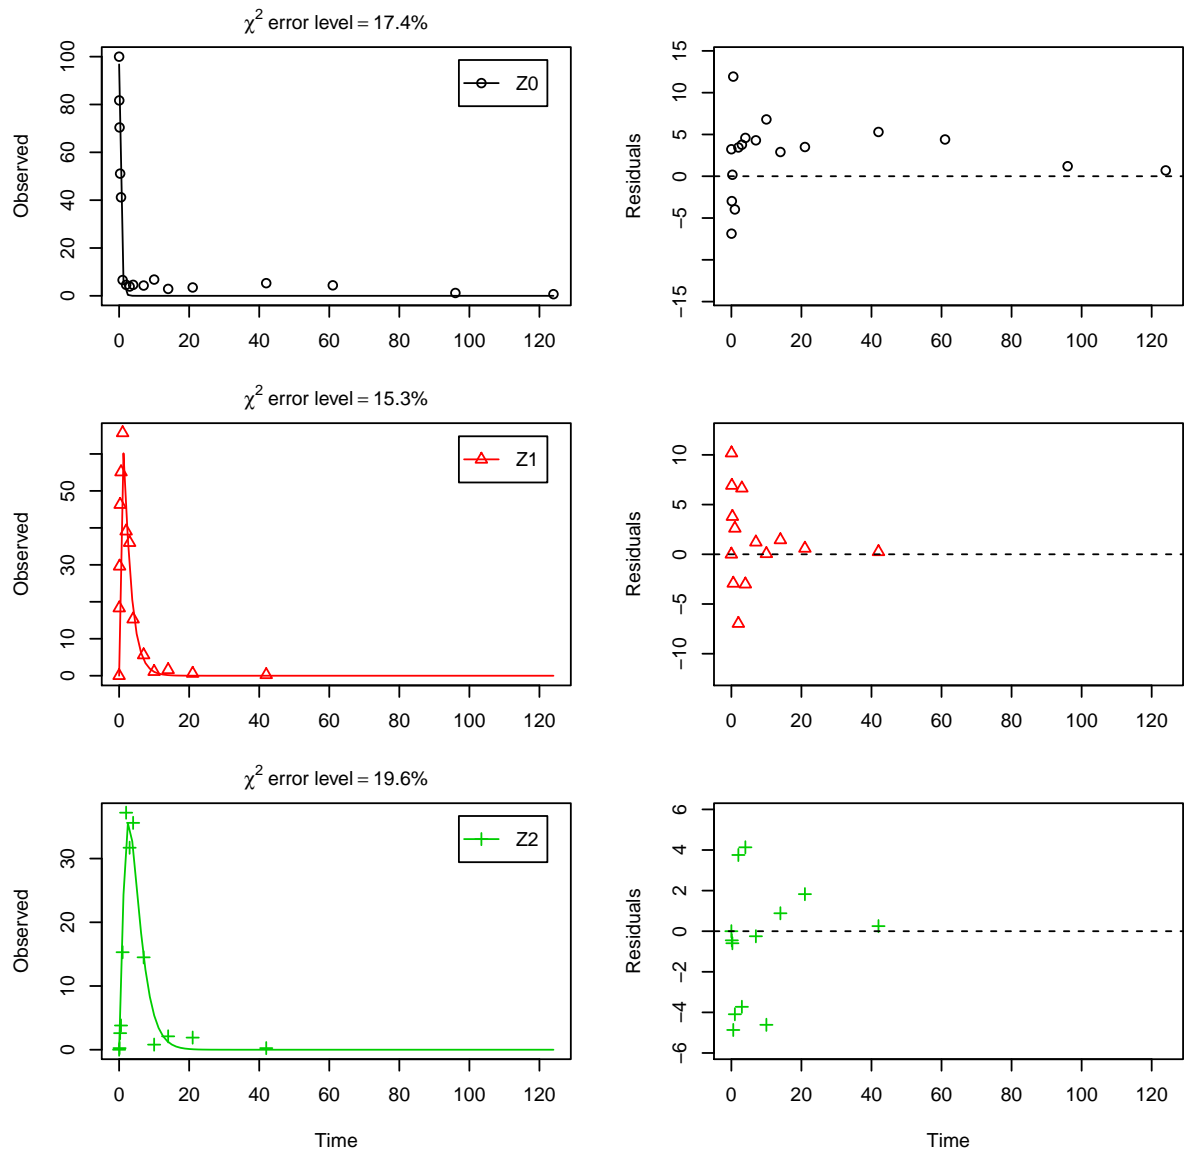 χ2 error level = 17.4%
Observed
0 20 40 60 80 100
Z0
0 20 40 60 80 100 120
Residuals
−15 −5 0 5 10 15
0 20 40 60 80 100 120
χ2 error level = 15.3%
Observed
0 10 30 50
Z1
0 20 40 60 80 100 120
Residuals
−10 −5 0 5 10
0 20 40 60 80 100 120
χ2 error level = 19.6%
Observed
0 10 20 30
Z2
0 20 40 60 80 100 120
Time
Residuals
−6 −4 −2 0 2 4 6
0 20 40 60 80 100 120
Time